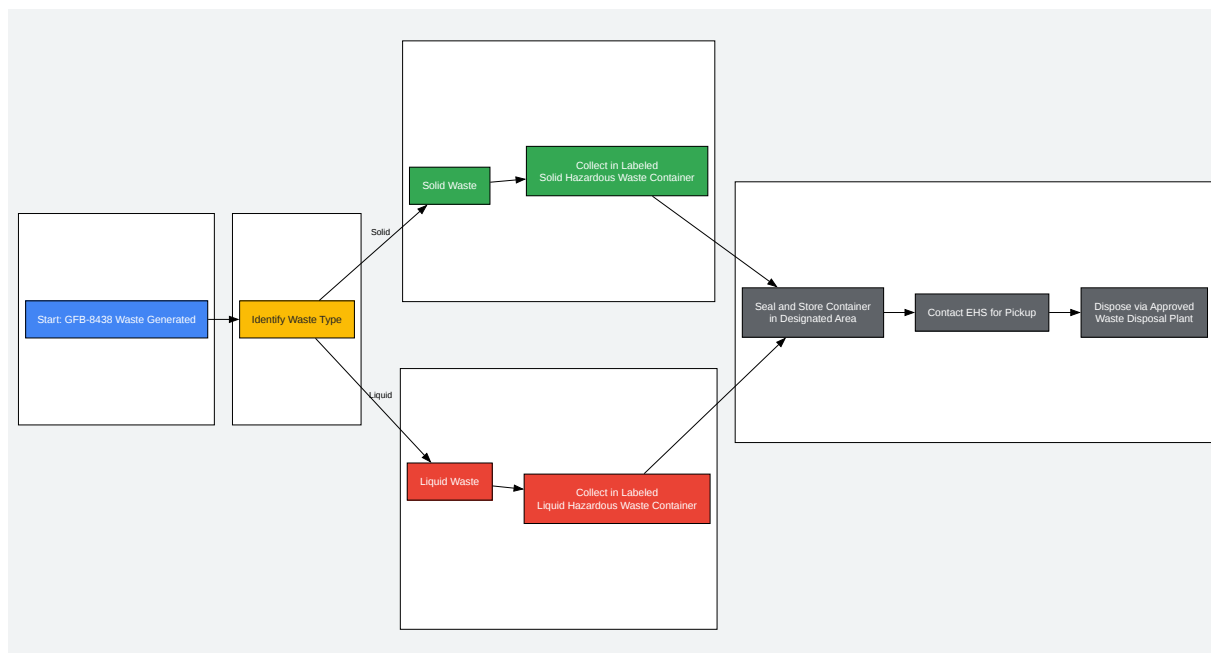 Start: GFB-8438 Waste Generated
Identify Waste Type
Solid
Liquid
Solid Waste
Collect in Labeled
Solid Hazardous Waste Container
Liquid Waste
Collect in Labeled
Liquid Hazardous Waste Container
Seal and Store Container
in Designated Area
Contact EHS for Pickup
Dispose via Approved
Waste Disposal Plant